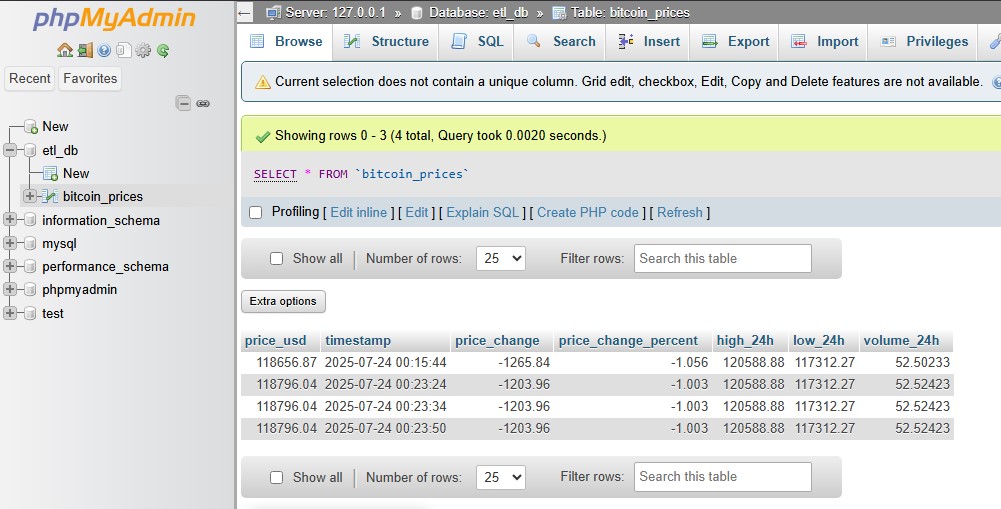 phpMyAdmin
Recent Favorites
New
etl_db
New
bitcoin_prices
information_schema
mysql
performance_schema
phpmyadmin
test
Server: 127.0.0.1 » Database: etl_db » Table: bitcoin_prices
Browse Structure SQL Search Insert Export Import Privileges
Current selection does not contain a unique column. Grid edit, checkbox, Edit, Copy and Delete features are not available.
Showing rows 0 - 3 (4 total, Query took 0.0020 seconds.)
SELECT * FROM `bitcoin_prices`
Profiling [ Edit inline ] [ Edit ] [ Explain SQL ] [ Create PHP code ] [ Refresh ]
Show all | Number of rows: 25 Filter rows: Search this table
Extra options
price_usd timestamp price_change price_change_percent high_24h low_24h volume_24h
118656.87 2025-07-24 00:15:44 -1265.84 -1.056 120588.88 117312.27 52.50233
118796.04 2025-07-24 00:23:24 -1203.96 -1.003 120588.88 117312.27 52.52423
118796.04 2025-07-24 00:23:34 -1203.96 -1.003 120588.88 117312.27 52.52423
118796.04 2025-07-24 00:23:50 -1203.96 -1.003 120588.88 117312.27 52.52423
Show all | Number of rows: 25 Filter rows: Search this table